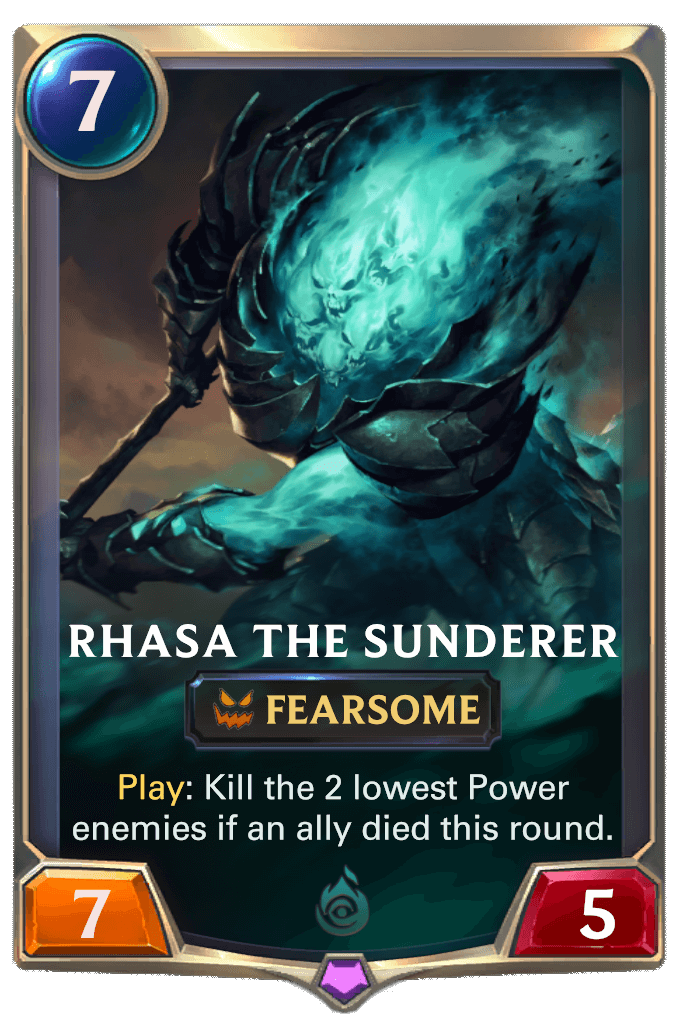 7
RHASA THE SUNDERER
FEARSOME
Play: Kill the 2 lowest Power
enemies if an ally died this round.
7
5